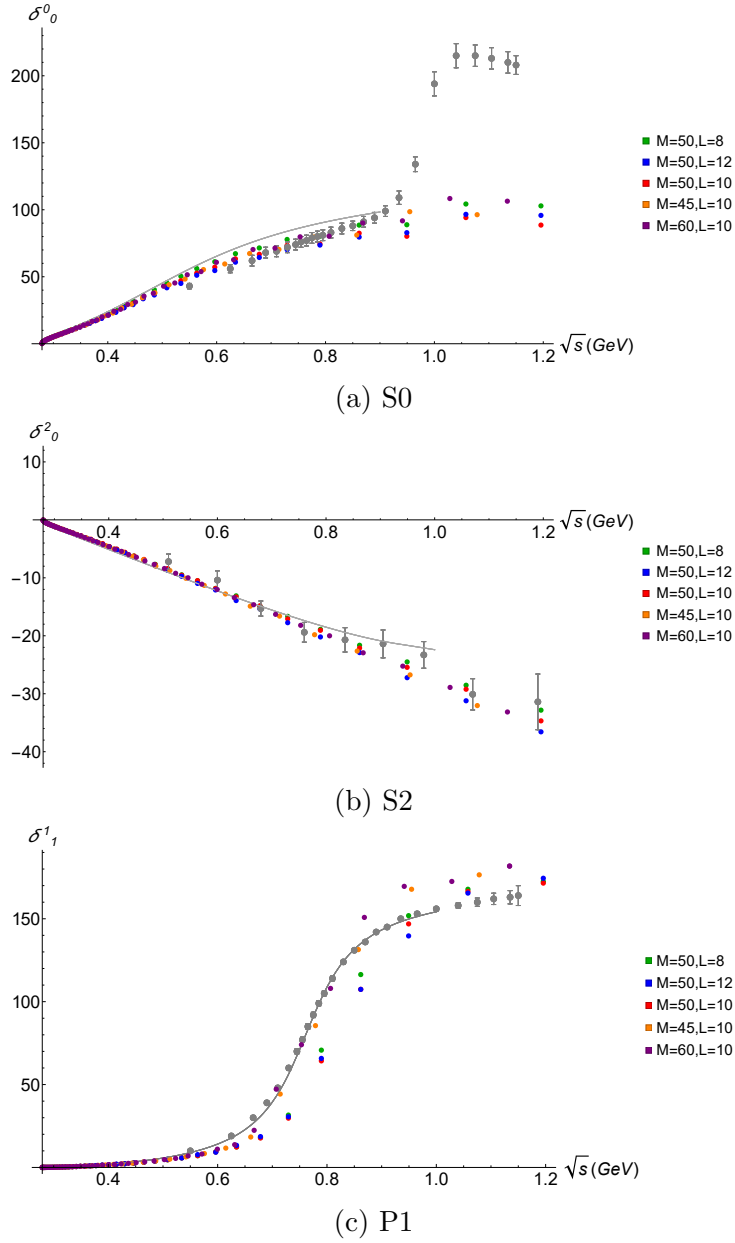 δ⁰₀
200
150
100
50
0
0.4 0.6 0.8 1.0 1.2
√s (GeV)
M=50,L=8
M=50,L=12
M=50,L=10
M=45,L=10
M=60,L=10
(a) S0
δ²₀
10
0
−10
−20
−30
−40
0.4 0.6 0.8 1.0 1.2
√s (GeV)
M=50,L=8
M=50,L=12
M=50,L=10
M=45,L=10
M=60,L=10
(b) S2
δ¹₁
150
100
50
0
0.4 0.6 0.8 1.0 1.2
√s (GeV)
M=50,L=8
M=50,L=12
M=50,L=10
M=45,L=10
M=60,L=10
(c) P1